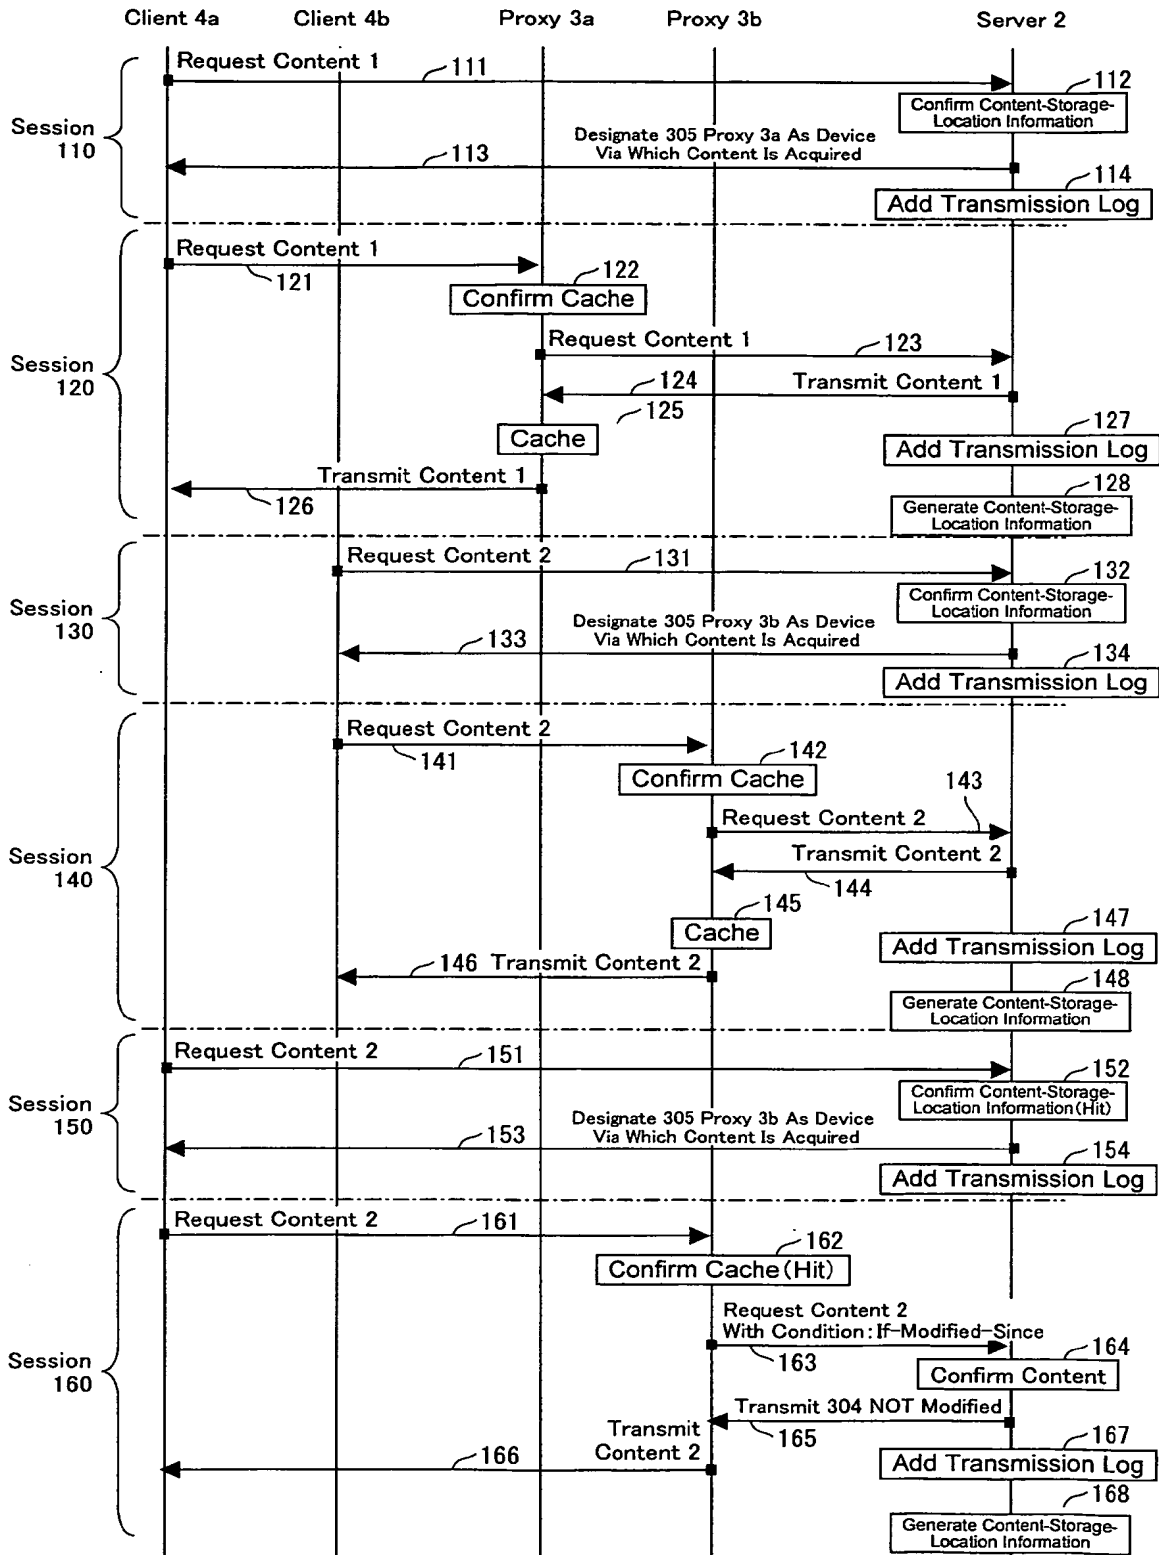 Client 4a Client 4b Proxy 3a Proxy 3b Server 2
Request Content 1
111
112
Confirm Content-Storage-
Location Information
Session
110
Designate 305 Proxy 3a As Device
Via Which Content Is Acquired
113
114
Add Transmission Log
Request Content 1
121
122
Confirm Cache
Request Content 1
123
Session
120
124
Transmit Content 1
125
Cache
127
Add Transmission Log
Transmit Content 1
126
128
Generate Content-Storage-
Location Information
Request Content 2
131
132
Confirm Content-Storage-
Location Information
Session
130
Designate 305 Proxy 3b As Device
Via Which Content Is Acquired
133
134
Add Transmission Log
Request Content 2
141
142
Confirm Cache
143
Request Content 2
Session
140
Transmit Content 2
144
145
Cache
147
Add Transmission Log
146
Transmit Content 2
148
Generate Content-Storage-
Location Information
Request Content 2
151
152
Confirm Content-Storage-
Location Information(Hit)
Session
150
Designate 305 Proxy 3b As Device
Via Which Content Is Acquired
153
154
Add Transmission Log
Request Content 2
161
162
Confirm Cache(Hit)
Request Content 2
With Condition:If-Modified-Since
163
164
Confirm Content
Session
160
Transmit 304 NOT Modified
165
Transmit
Content 2
166
167
Add Transmission Log
168
Generate Content-Storage-
Location Information